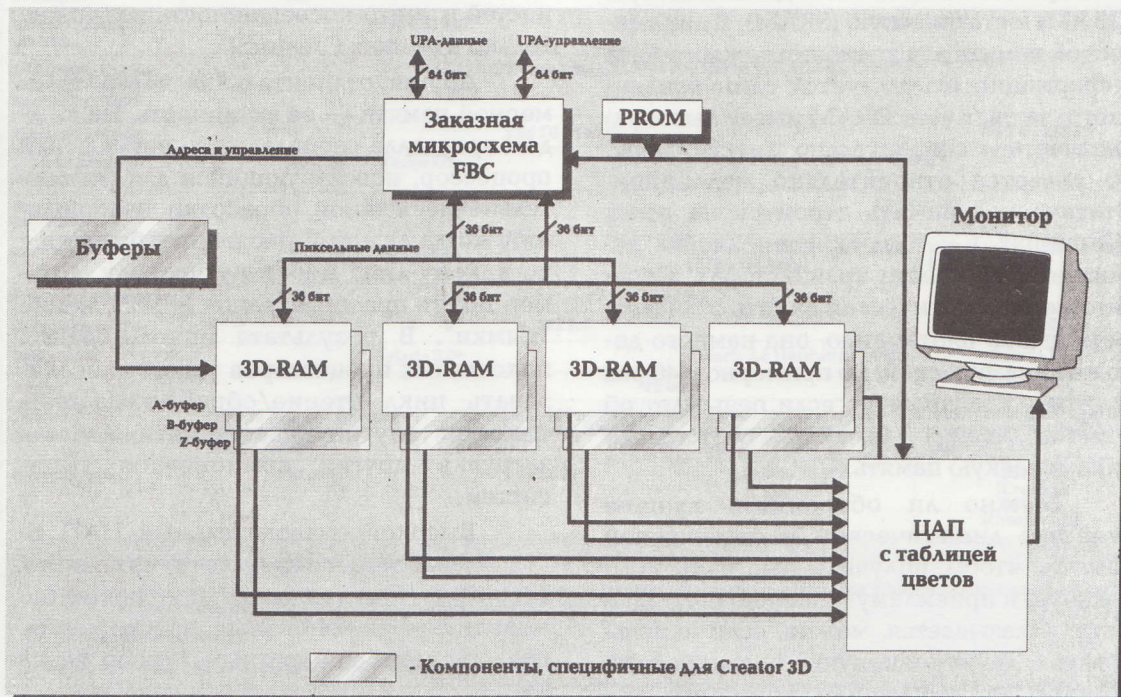 UPA-данные
UPA-управление
64 бит
64 бит
Заказная
микросхема
FBC
PROM
Адреса и управление
Монитор
Буферы
36 бит
36 бит
Пиксельные данные
36 бит
36 бит
36 бит
36 бит
3D-RAM
3D-RAM
3D-RAM
3D-RAM
А-буфер
В-буфер
Z-буфер
ЦАП
с таблицей
цветов
- Компоненты, специфичные для Creator 3D